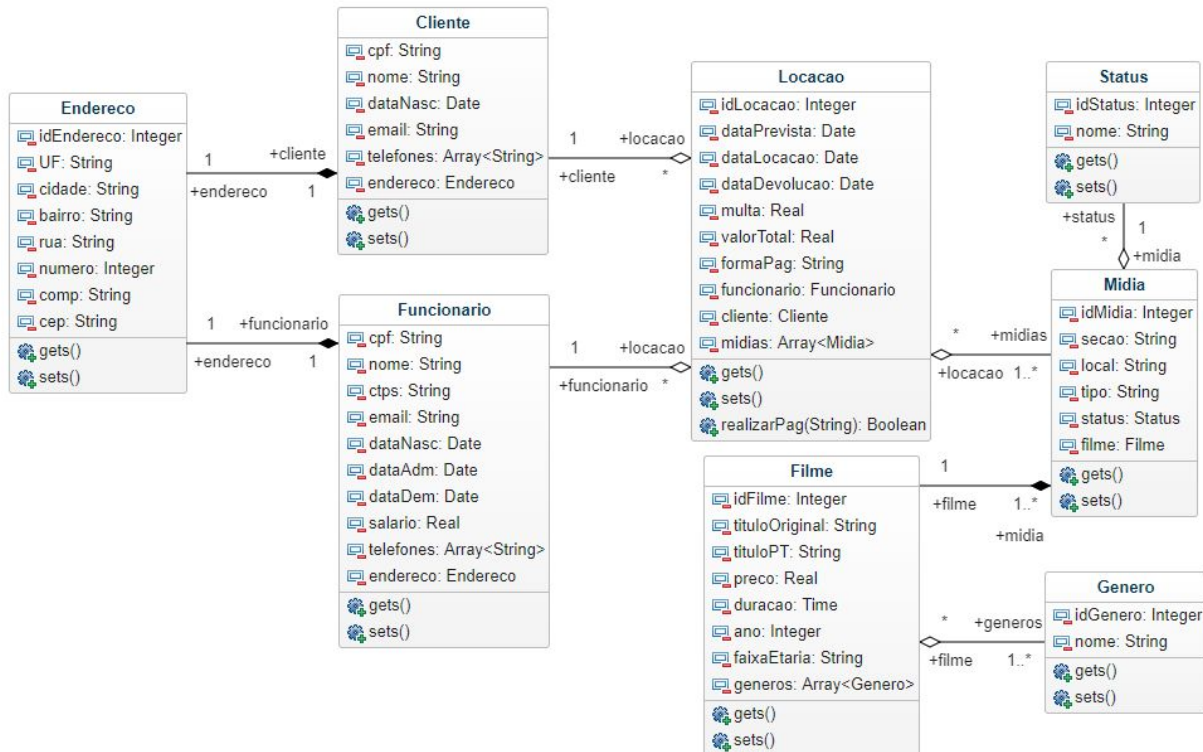 Cliente
cpf: String
nome: String
dataNasc: Date
email: String
telefones: Array<String>
endereco: Endereco
gets()
sets()
Endereco
idEndereco: Integer
UF: String
cidade: String
bairro: String
rua: String
numero: Integer
comp: String
cep: String
gets()
sets()
1 +cliente
+endereco 1
1 +funcionario
+endereco 1
Funcionario
cpf: String
nome: String
ctps: String
email: String
dataNasc: Date
dataAdm: Date
dataDem: Date
salario: Real
telefones: Array<String>
endereco: Endereco
gets()
sets()
1 +locacao
+cliente *
1 +locacao
+funcionario *
Locacao
idLocacao: Integer
dataPrevista: Date
dataLocacao: Date
dataDevolucao: Date
multa: Real
valorTotal: Real
formaPag: String
funcionario: Funcionario
cliente: Cliente
midias: Array<Midia>
gets()
sets()
realizarPag(String): Boolean
Status
idStatus: Integer
nome: String
gets()
sets()
+status 1
* +midia
Midia
idMidia: Integer
secao: String
local: String
tipo: String
status: Status
filme: Filme
gets()
sets()
* +midias
+locacao 1..*
Filme
idFilme: Integer
tituloOriginal: String
tituloPT: String
preco: Real
duracao: Time
ano: Integer
faixaEtaria: String
generos: Array<Genero>
gets()
sets()
1
+filme 1..*
+midia
* +generos
+filme 1..*
Genero
idGenero: Integer
nome: String
gets()
sets()